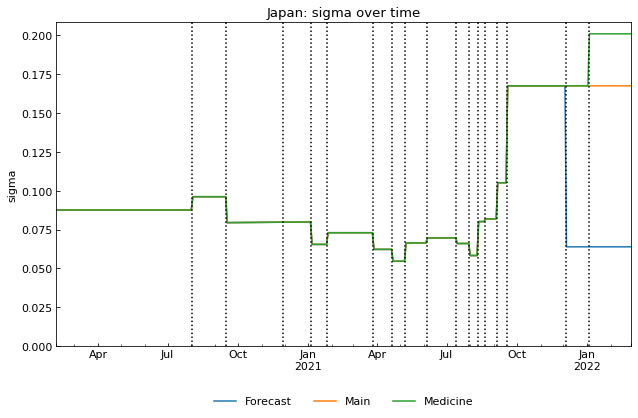 Japan: sigma over time
sigma
0.200
0.175
0.150
0.125
0.100
0.075
0.050
0.025
0.000
Apr Jul Oct Jan Apr Jul Oct Jan
2021 2022
Forecast Main Medicine